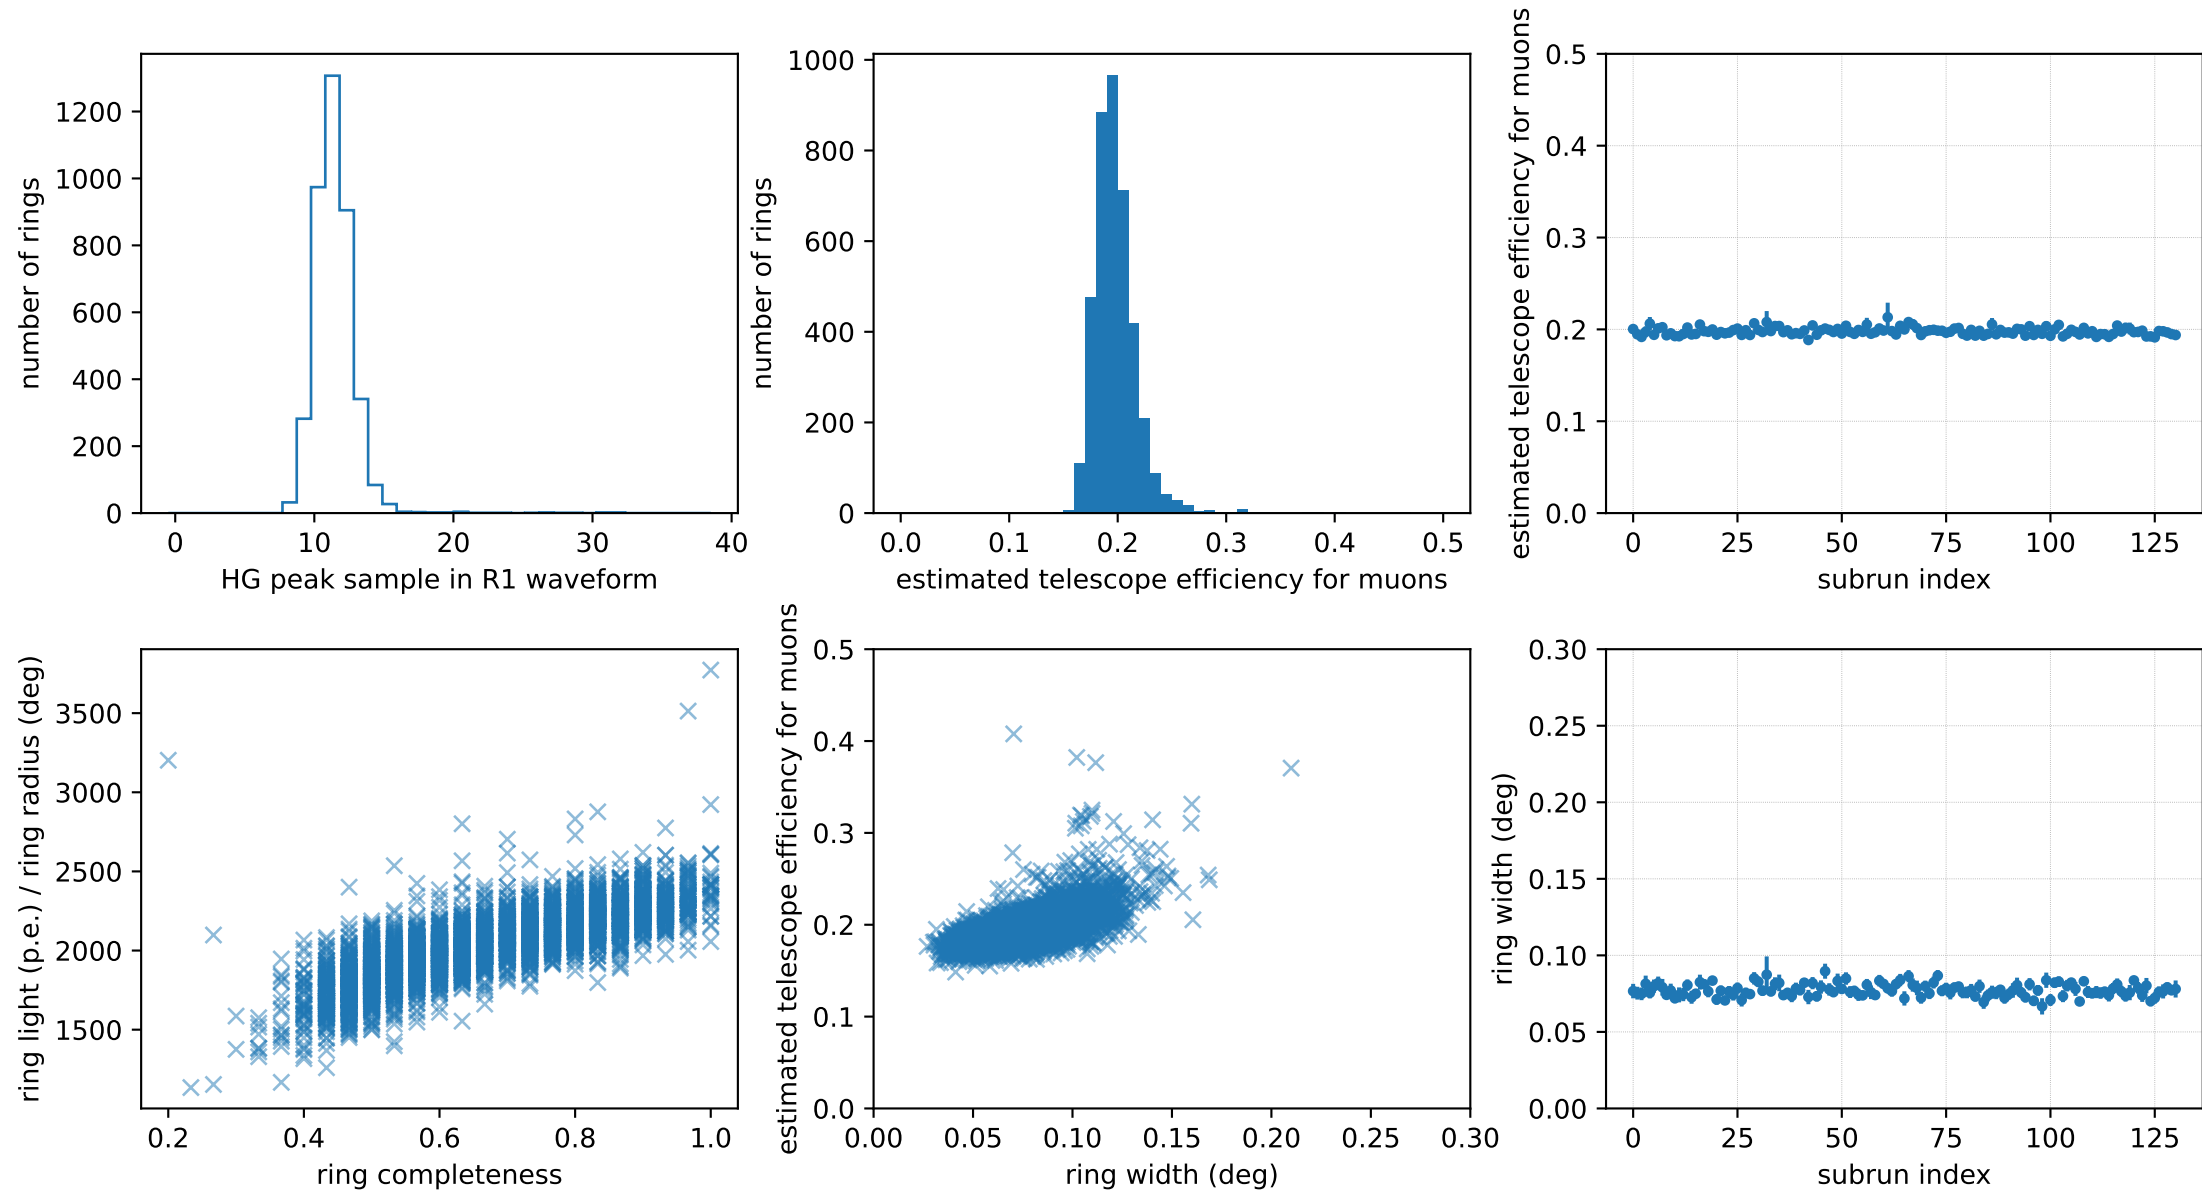 number of rings
1200
1000
800
600
400
200
0
0 10 20 30 40
HG peak sample in R1 waveform
number of rings
1000
800
600
400
200
0
0.0 0.1 0.2 0.3 0.4 0.5
estimated telescope efficiency for muons
estimated telescope efficiency for muons
0.5
0.4
0.3
0.2
0.1
0.0
0 25 50 75 100 125
subrun index
ring light (p.e.) / ring radius (deg)
3500
3000
2500
2000
1500
0.2 0.4 0.6 0.8 1.0
ring completeness
estimated telescope efficiency for muons
0.5
0.4
0.3
0.2
0.1
0.0
0.00 0.05 0.10 0.15 0.20 0.25 0.30
ring width (deg)
ring width (deg)
0.30
0.25
0.20
0.15
0.10
0.05
0.00
0 25 50 75 100 125
subrun index